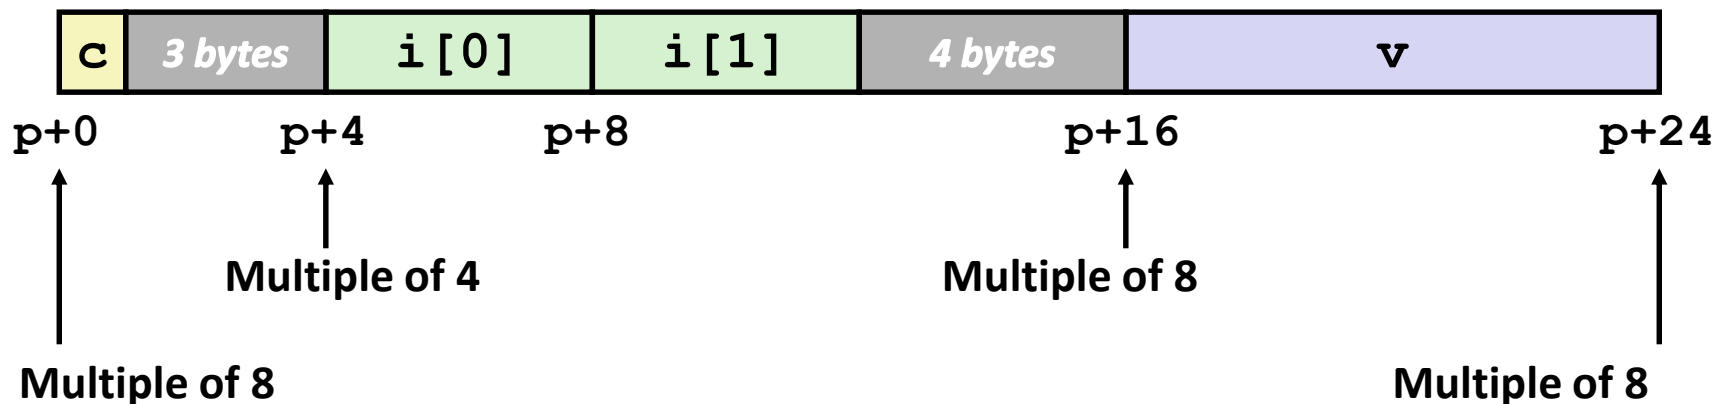 c 3 bytes i[0] i[1] 4 bytes v
p+0 p+4 p+8 p+16 p+24
Multiple of 4 Multiple of 8
Multiple of 8 Multiple of 8